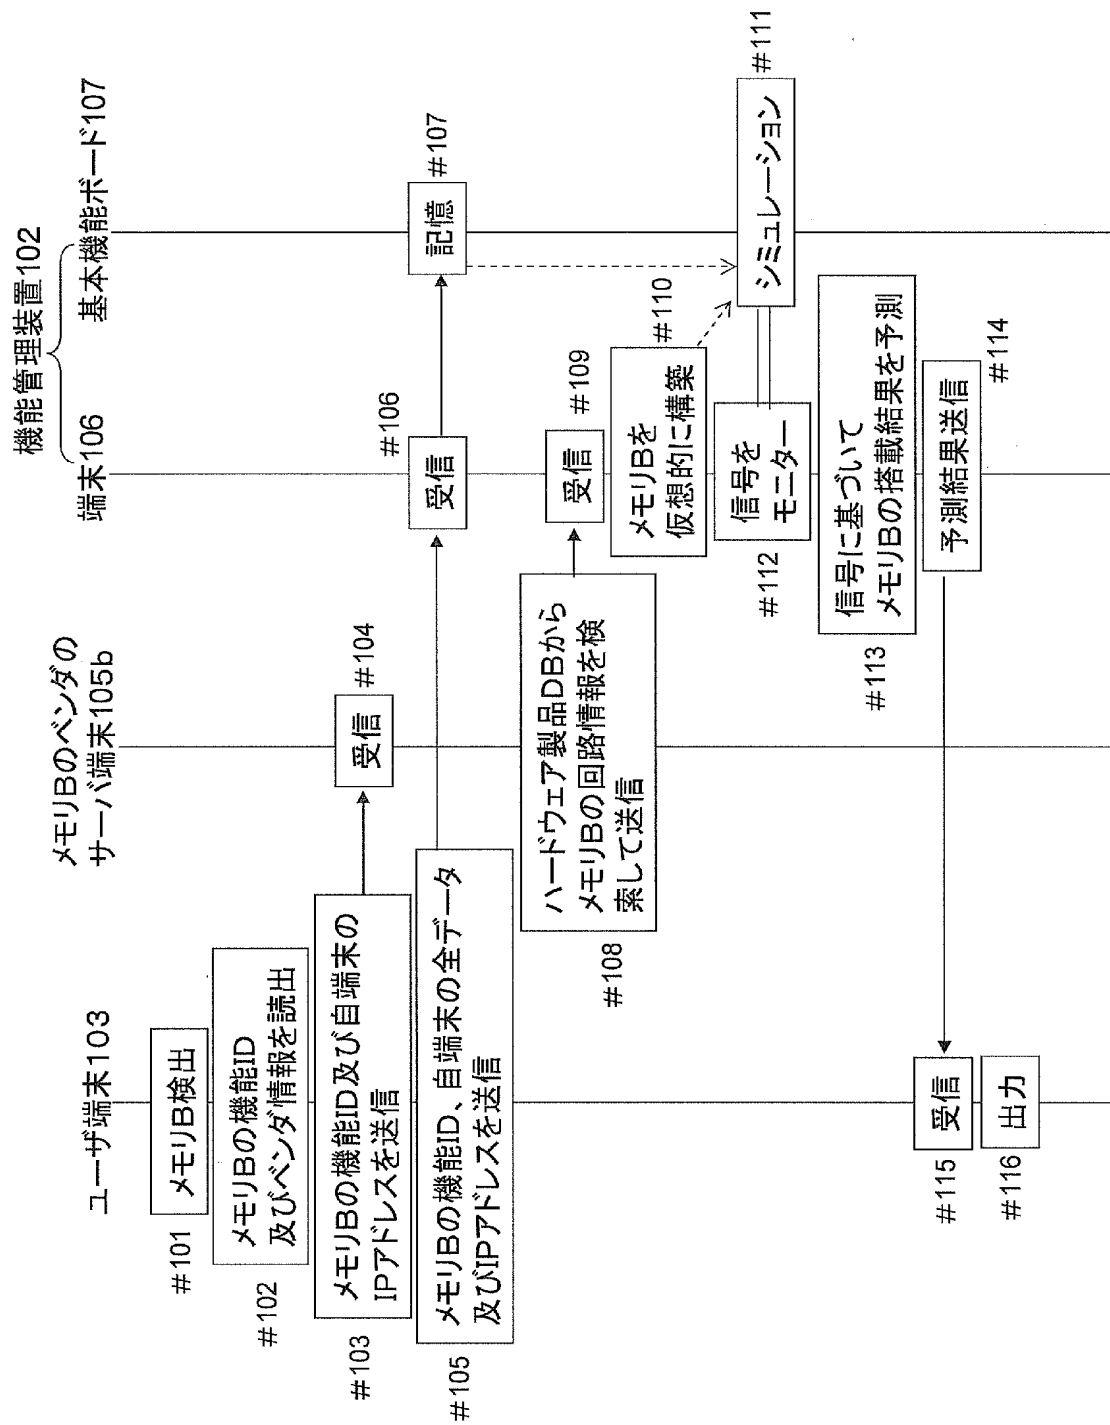 ユーザ端末103
メモリBのベンダの
サーバ端末105b
機能管理装置102
端末106
基本機能ボード107
#101
メモリB検出
#102
メモリBの機能ID
及びベンダ情報を読出
#103
メモリBの機能ID及び自端末の
IPアドレスを送信
受信
#104
#105
メモリBの機能ID、自端末の全データ
及びIPアドレスを送信
受信
#106
記憶
#107
#108
ハードウェア製品DBから
メモリBの回路情報を検
索して送信
受信
#109
メモリBを
仮想的に構築
#110
シミュレーション
#111
#112
信号を
モニター
#113
信号に基づいて
メモリBの搭載結果を予測
予測結果送信
#114
#115
受信
#116
出力